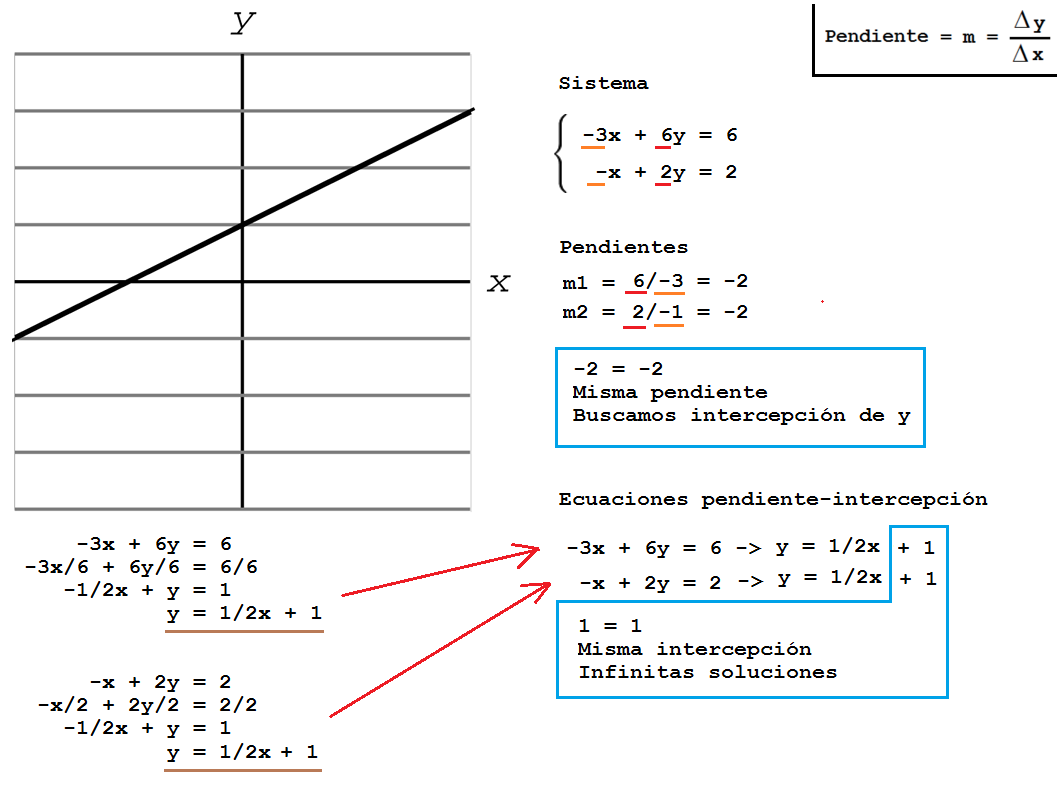 y
x
Pendiente = m = Δy
Δx
Sistema
-3x + 6y = 6
-x + 2y = 2
Pendientes
m1 = 6/-3 = -2
m2 = 2/-1 = -2
-2 = -2
Misma pendiente
Buscamos intercepción de y
Ecuaciones pendiente-intercepción
-3x + 6y = 6 -> y = 1/2x + 1
-x + 2y = 2 -> y = 1/2x + 1
1 = 1
Misma intercepción
Infinitas soluciones
-3x + 6y = 6
-3x/6 + 6y/6 = 6/6
-1/2x + y = 1
y = 1/2x + 1
-x + 2y = 2
-x/2 + 2y/2 = 2/2
-1/2x + y = 1
y = 1/2x + 1